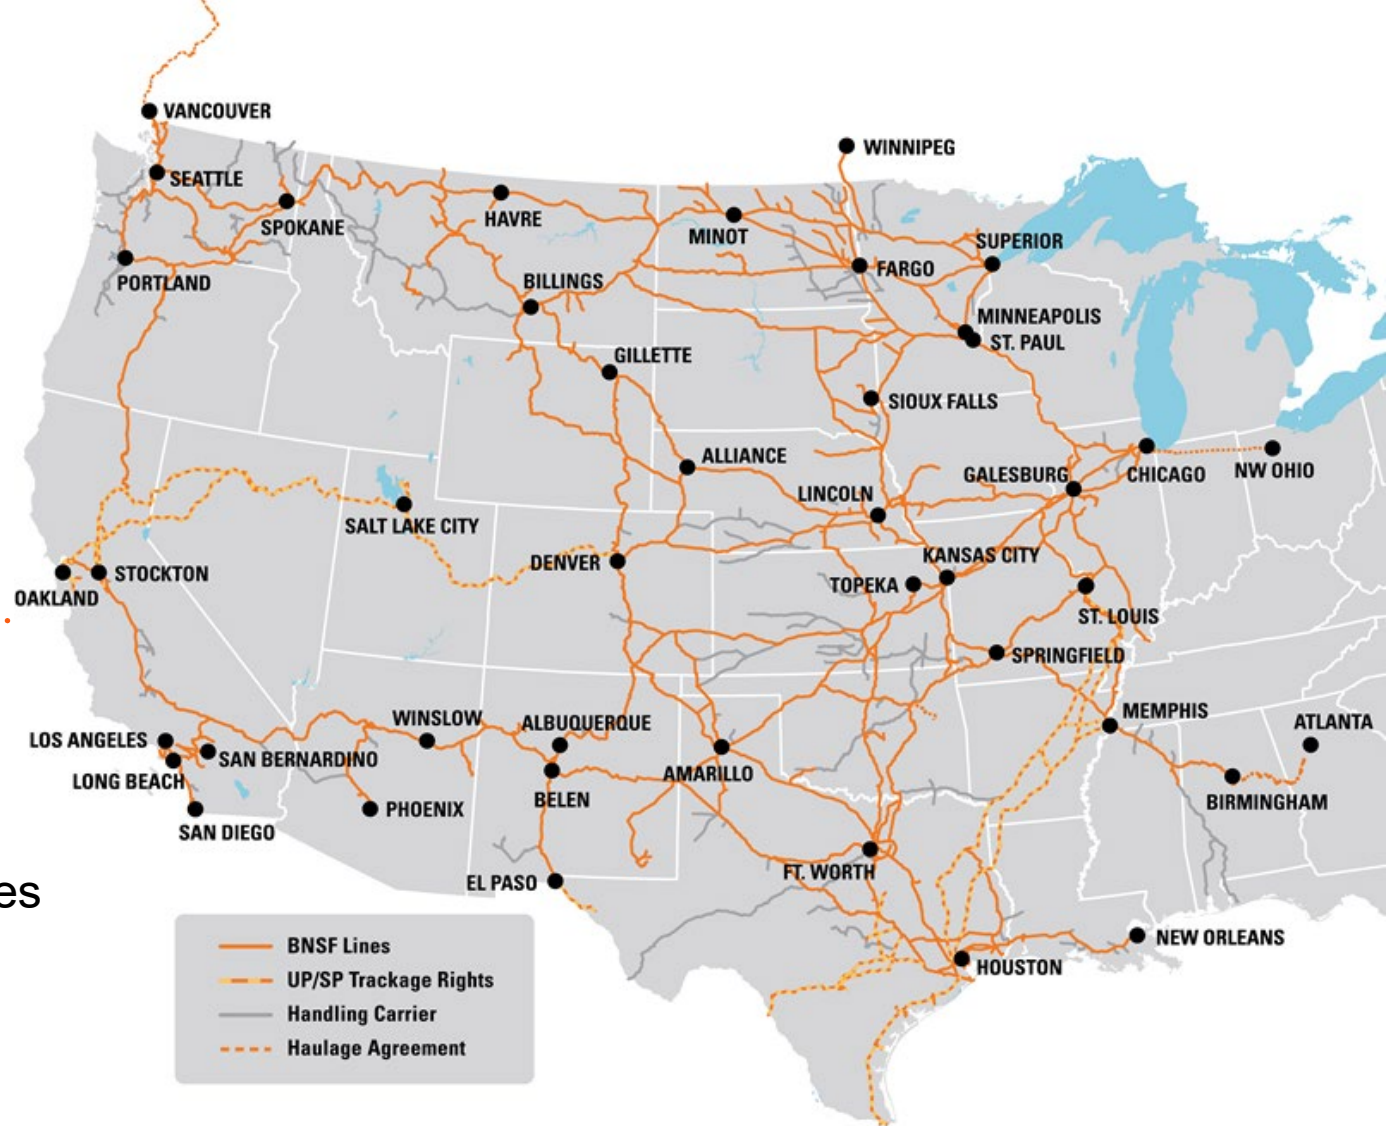 VANCOUVER
WINNIPEG
SEATTLE
SPOKANE
HAVRE
MINOT
SUPERIOR
FARGO
PORTLAND
BILLINGS
MINNEAPOLIS
ST. PAUL
GILLETTE
SIOUX FALLS
ALLIANCE
GALESBURG
CHICAGO
NW OHIO
LINCOLN
SALT LAKE CITY
KANSAS CITY
DENVER
STOCKTON
TOPEKA
OAKLAND
ST. LOUIS
SPRINGFIELD
MEMPHIS
WINSLOW
ALBUQUERQUE
ATLANTA
LOS ANGELES
SAN BERNARDINO
AMARILLO
LONG BEACH
BELEN
BIRMINGHAM
PHOENIX
SAN DIEGO
FT. WORTH
EL PASO
es
NEW ORLEANS
HOUSTON
BNSF Lines
UP/SP Trackage Rights
Handling Carrier
Haulage Agreement